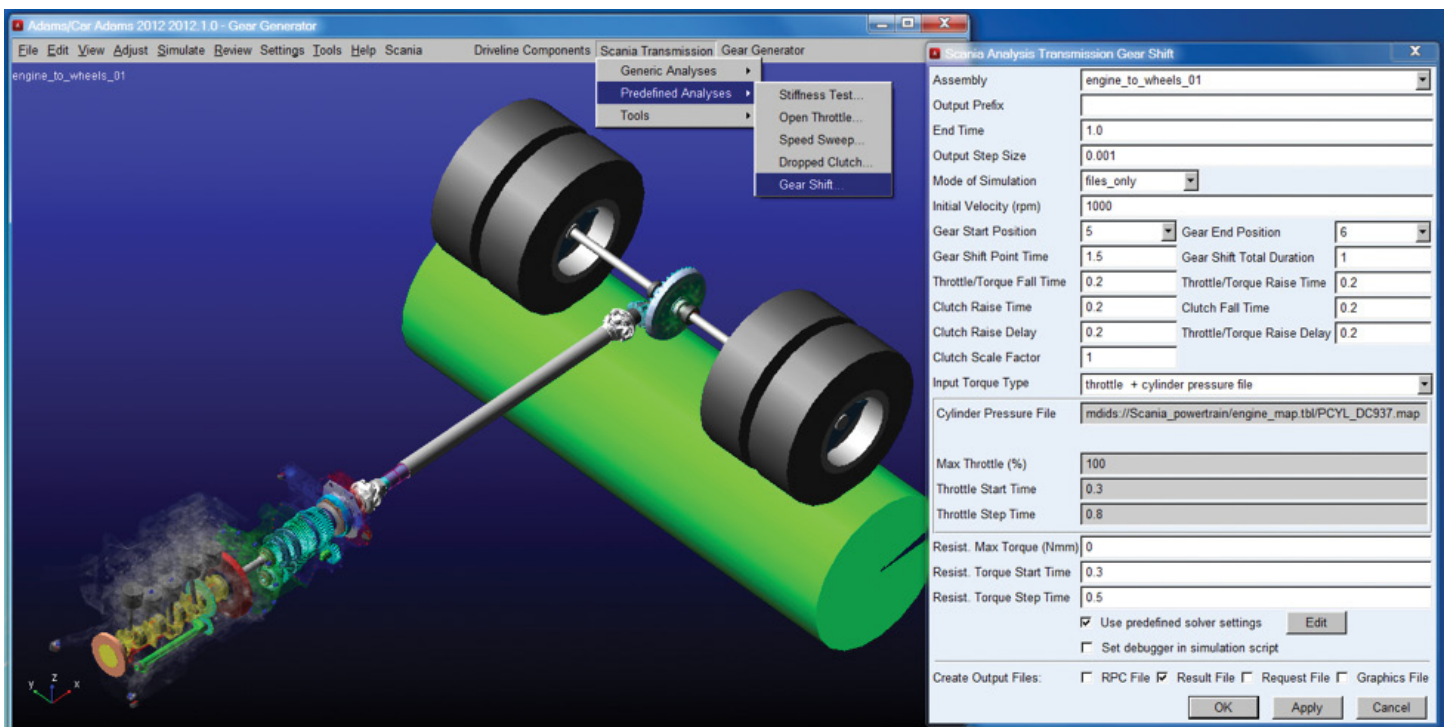 Adams/Car Adams 2012 2012.1.0 - Gear Generator
File Edit View Adjust Simulate Review Settings Tools Help Scania Driveline Components Scania Transmission Gear Generator
engine_to_wheels_01
Generic Analyses
Predefined Analyses
Tools
Stiffness Test...
Open Throttle...
Speed Sweep...
Dropped Clutch...
Gear Shift...
y z x
Scania Analysis Transmission Gear Shift
Assembly engine_to_wheels_01
Output Prefix
End Time 1.0
Output Step Size 0.001
Mode of Simulation files_only
Initial Velocity (rpm) 1000
Gear Start Position 5 Gear End Position 6
Gear Shift Point Time 1.5 Gear Shift Total Duration 1
Throttle/Torque Fall Time 0.2 Throttle/Torque Raise Time 0.2
Clutch Raise Time 0.2 Clutch Fall Time 0.2
Clutch Raise Delay 0.2 Throttle/Torque Raise Delay 0.2
Clutch Scale Factor 1
Input Torque Type throttle + cylinder pressure file
Cylinder Pressure File mdids://Scania_powertrain/engine_map.tbl/PCYL_DC937.map
Max Throttle (%) 100
Throttle Start Time 0.3
Throttle Step Time 0.8
Resist. Max Torque (Nmm) 0
Resist. Torque Start Time 0.3
Resist. Torque Step Time 0.5
Use predefined solver settings Edit
Set debugger in simulation script
Create Output Files: RPC File Result File Request File Graphics File
OK Apply Cancel